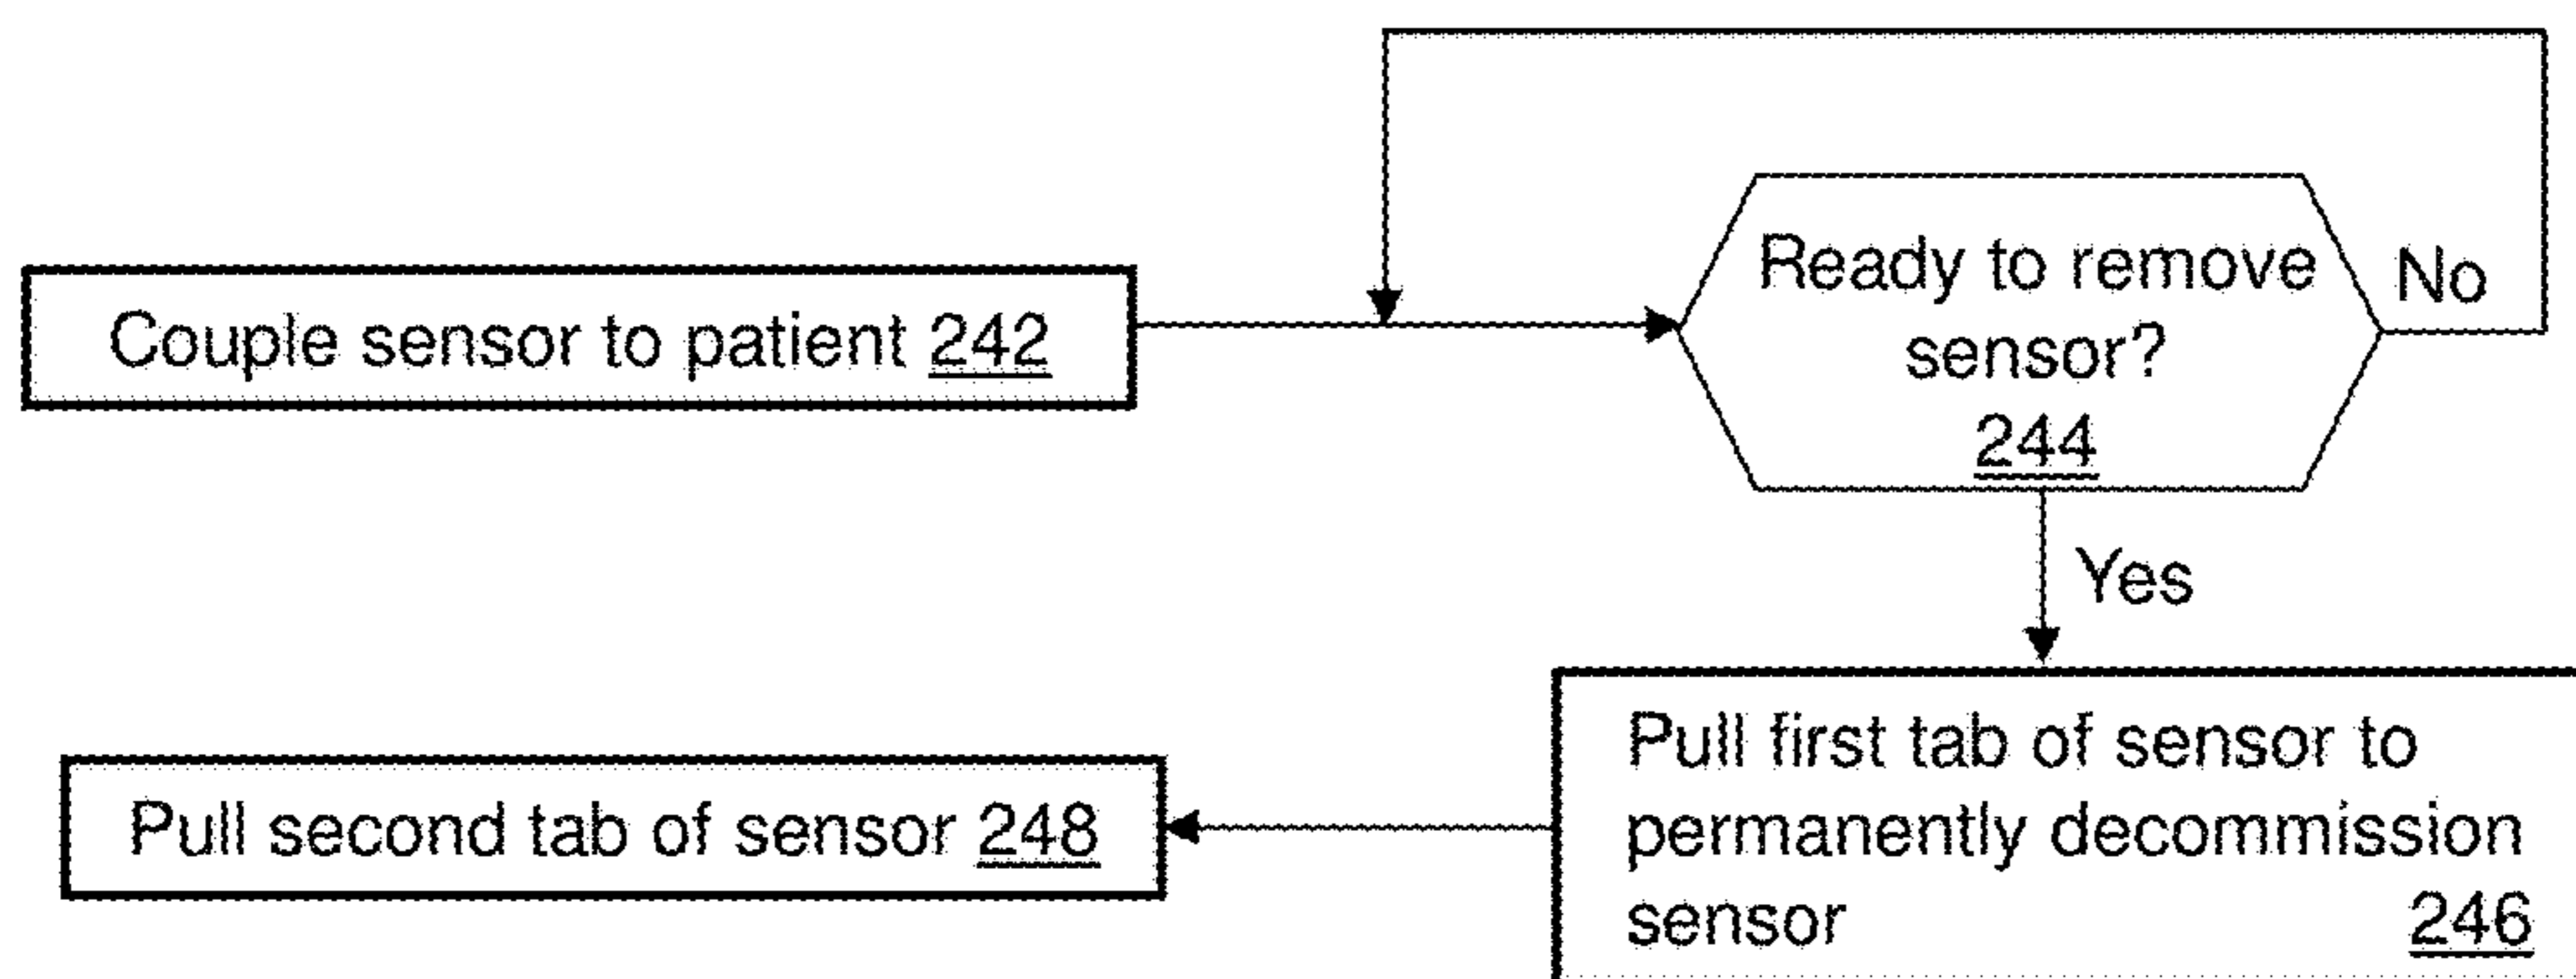 Couple sensor to patient 242
Ready to remove
sensor?
244
No
Yes
Pull first tab of sensor to
permanently decommission
sensor 246
Pull second tab of sensor 248